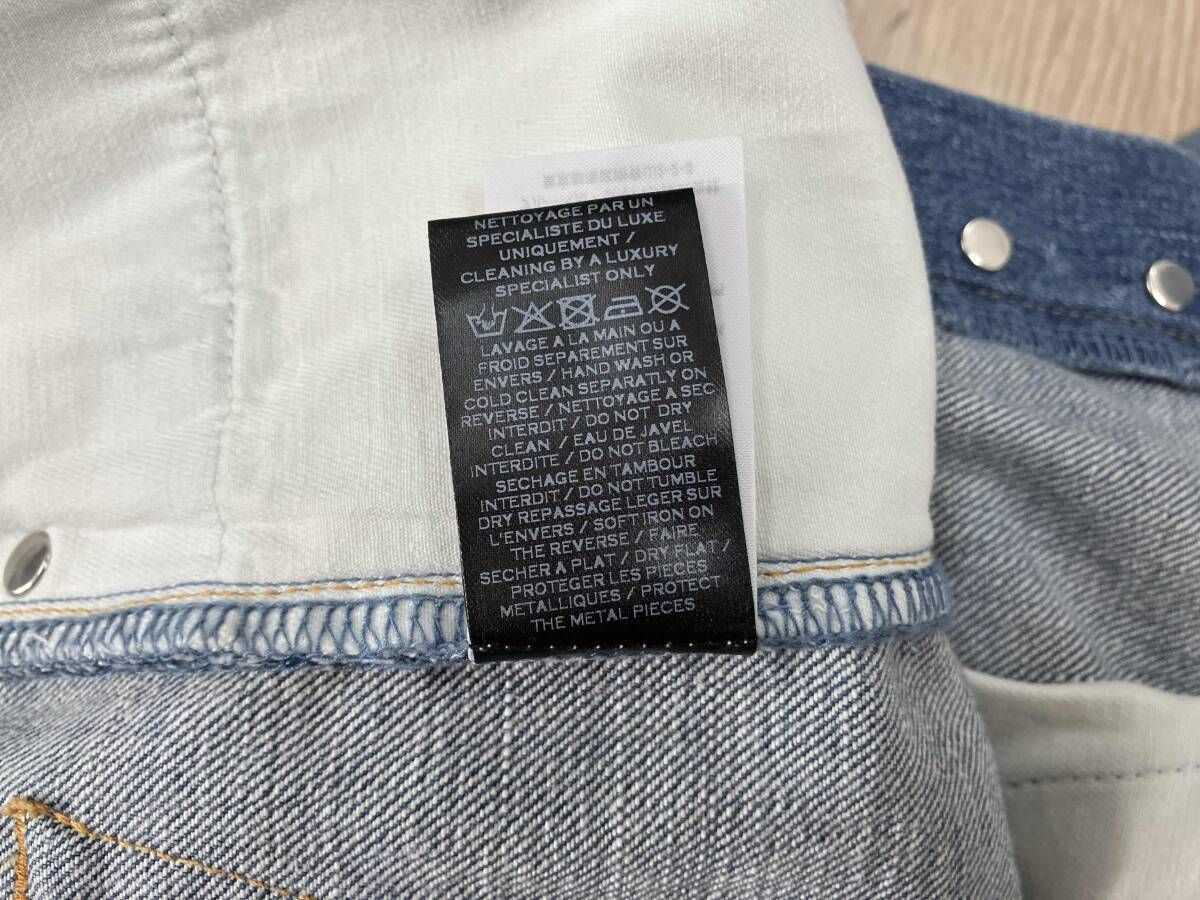 NETTOYAGE PAR UN
SPECIALISTE DU LUXE
UNIQUEMENT /
CLEANING BY A LUXURY
SPECIALIST ONLY
LAVAGE A LA MAIN OU A
FROID SEPAREMENT SUR
ENVERS / HAND WASH OR
COLD CLEAN SEPARATLY ON
REVERSE / NETTOYAGE A SEC
INTERDIT / DO NOT DRY
CLEAN / EAU DE JAVEL
INTERDITE / DO NOT BLEACH
SECHAGE EN TAMBOUR
INTERDIT / DO NOT TUMBLE
DRY REPASSAGE LEGER SUR
L'ENVERS / SOFT IRON ON
THE REVERSE / FAIRE
SECHER A PLAT / DRY FLAT /
PROTEGER LES PIECES
METALLIQUES / PROTECT
THE METAL PIECES